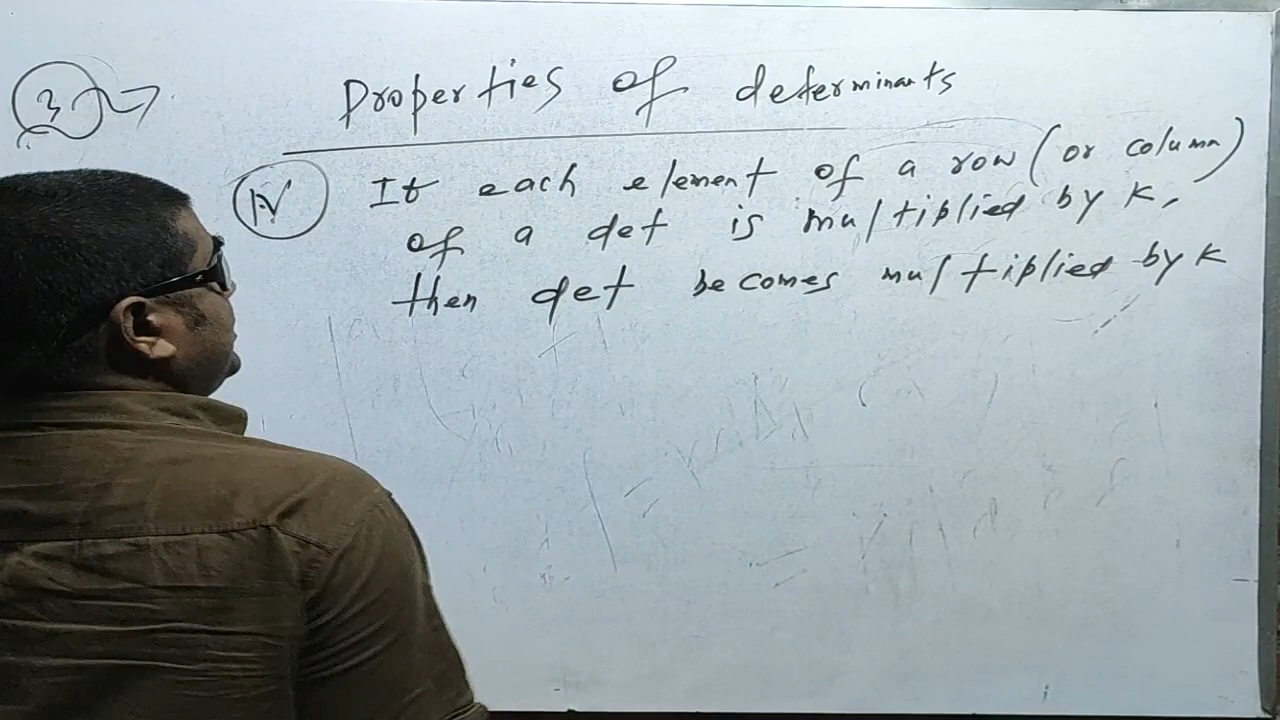 3
Properties of determinants
IV If each element of a row (or column)
of a det is multiplied by K,
then det becomes multiplied by K